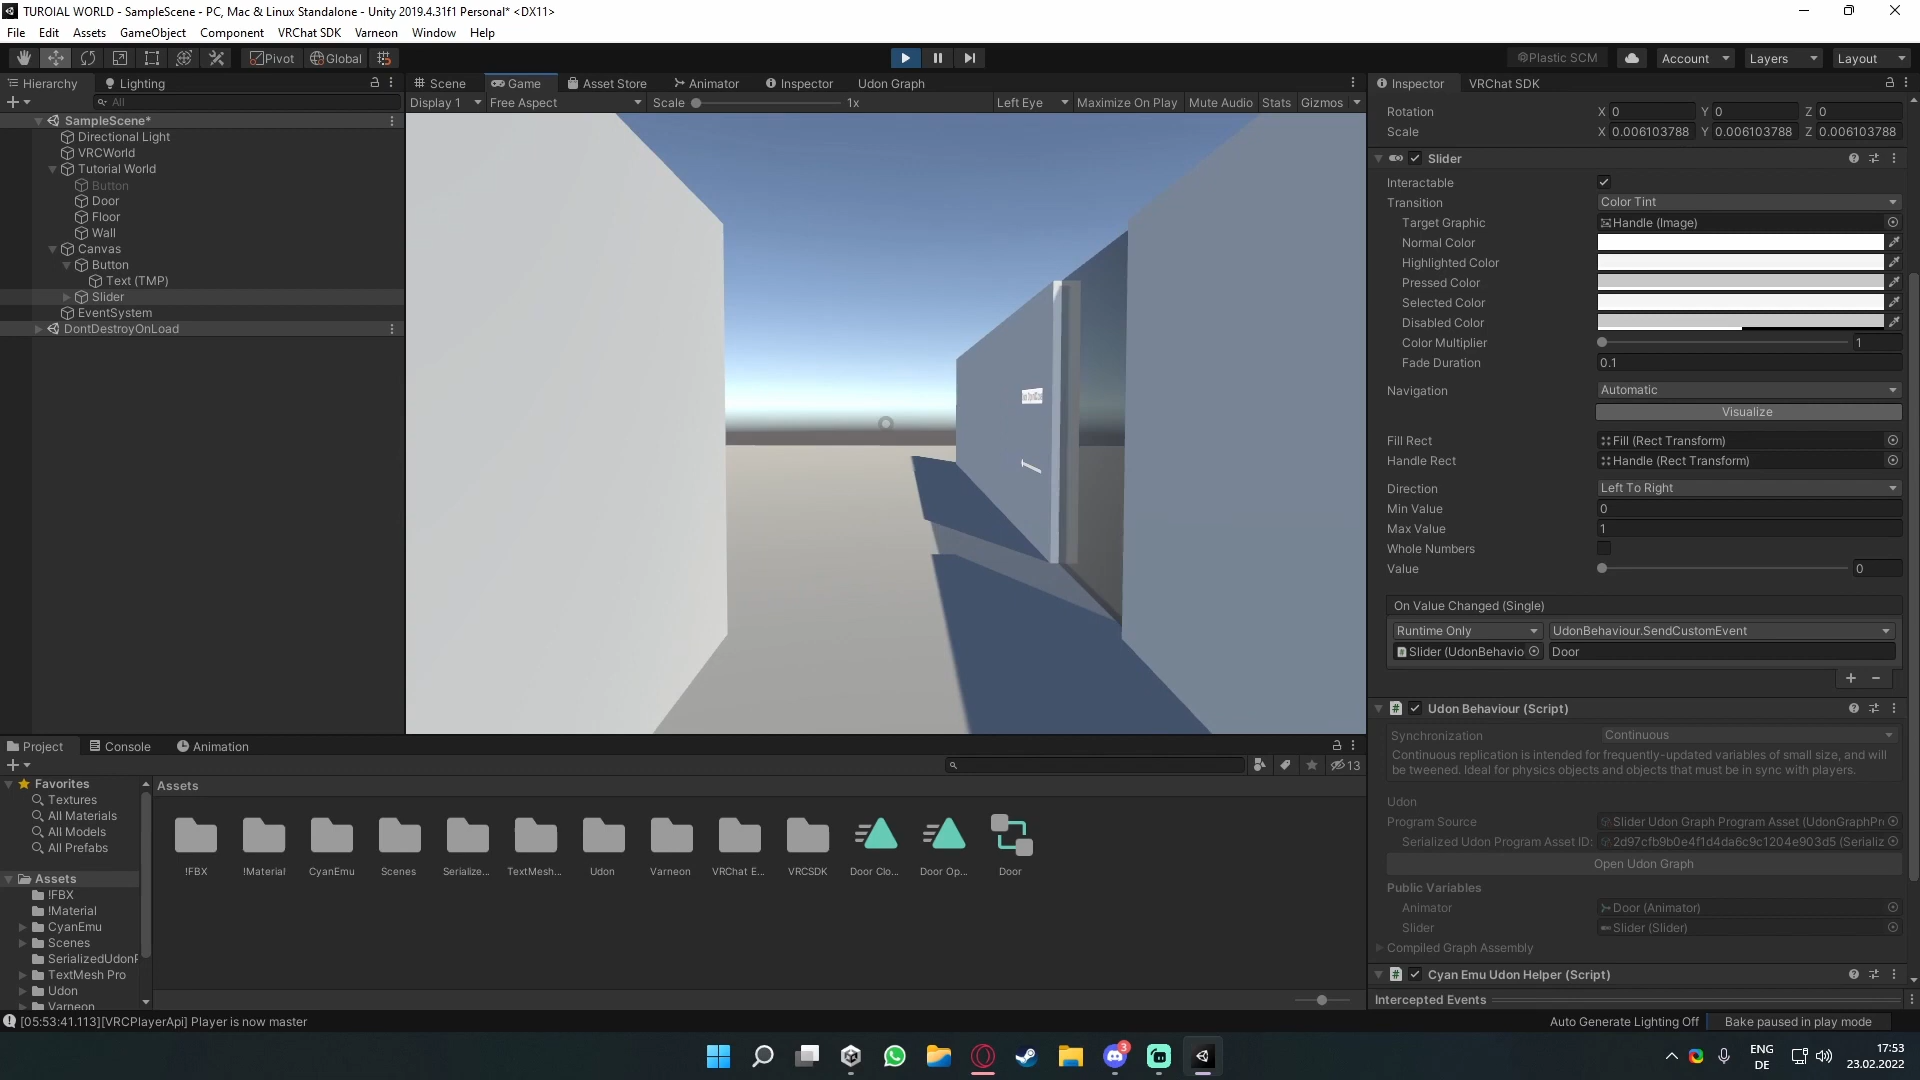 TUROIAL WORLD - SampleScene - PC, Mac & Linux Standalone - Unity 2019.4.31f1 Personal* <DX11>
File Edit Assets GameObject Component VRChat SDK Varneon Window Help
Pivot Global Plastic SCM Account Layers Layout
Hierarchy Lighting
All
SampleScene*
Directional Light
VRCWorld
Tutorial World
Button
Door
Floor
Wall
Canvas
Button
Text (TMP)
Slider
EventSystem
DontDestroyOnLoad
Scene Game Asset Store Animator Inspector Udon Graph
Display 1 Free Aspect Scale 1x Left Eye Maximize On Play Mute Audio Stats Gizmos
Inspector VRChat SDK
Rotation X 0 Y 0 Z 0
Scale X 0.006103788 Y 0.006103788 Z 0.006103788
Slider
Interactable
Transition Color Tint
Target Graphic Handle (Image)
Normal Color
Highlighted Color
Pressed Color
Selected Color
Disabled Color
Color Multiplier 1
Fade Duration 0.1
Navigation Automatic
Visualize
Fill Rect Fill (Rect Transform)
Handle Rect Handle (Rect Transform)
Direction Left To Right
Min Value 0
Max Value 1
Whole Numbers
Value 0
On Value Changed (Single)
Runtime Only UdonBehaviour.SendCustomEvent
Slider (UdonBehavio Door
Udon Behaviour (Script)
Synchronization Continuous
Continuous replication is intended for frequently-updated variables of small size, and will
be tweened. Ideal for physics objects and objects that must be in sync with players.
Udon
Program Source Slider Udon Graph Program Asset (UdonGraphPr
Serialized Udon Program Asset ID: 2d97cfb9b0e4f1d4da6c9c1204e903d5 (Serializ
Open Udon Graph
Public Variables
Animator Door (Animator)
Slider Slider (Slider)
Compiled Graph Assembly
Cyan Emu Udon Helper (Script)
Intercepted Events
Project Console Animation
13
Favorites
Textures
All Materials
All Models
All Prefabs
Assets
!FBX
!Material
CyanEmu
Scenes
SerializedUdonP
TextMesh Pro
Udon
Varneon
Assets
!FBX !Material CyanEmu Scenes Serialize... TextMesh... Udon Varneon VRChat E... VRCSDK Door Clo... Door Op... Door
[05:53:41.113][VRCPlayerApi] Player is now master
Auto Generate Lighting Off Bake paused in play mode
3
ENG
DE
17:53
23.02.2022